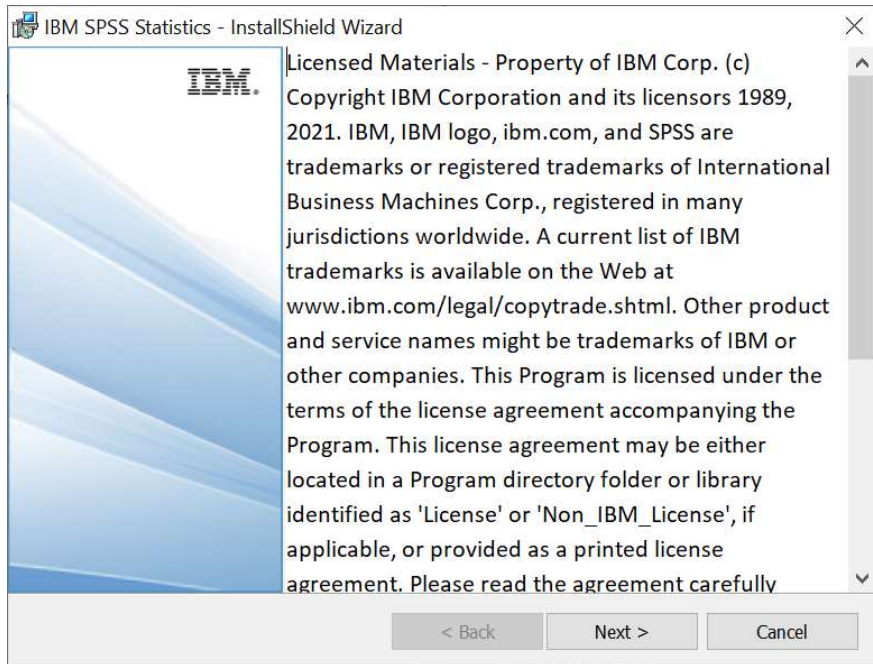 IBM SPSS Statistics - InstallShield Wizard
IBM.
Licensed Materials - Property of IBM Corp. (c)
Copyright IBM Corporation and its licensors 1989,
2021. IBM, IBM logo, ibm.com, and SPSS are
trademarks or registered trademarks of International
Business Machines Corp., registered in many
jurisdictions worldwide. A current list of IBM
trademarks is available on the Web at
www.ibm.com/legal/copytrade.shtml. Other product
and service names might be trademarks of IBM or
other companies. This Program is licensed under the
terms of the license agreement accompanying the
Program. This license agreement may be either
located in a Program directory folder or library
identified as 'License' or 'Non_IBM_License', if
applicable, or provided as a printed license
agreement. Please read the agreement carefully
< Back Next > Cancel